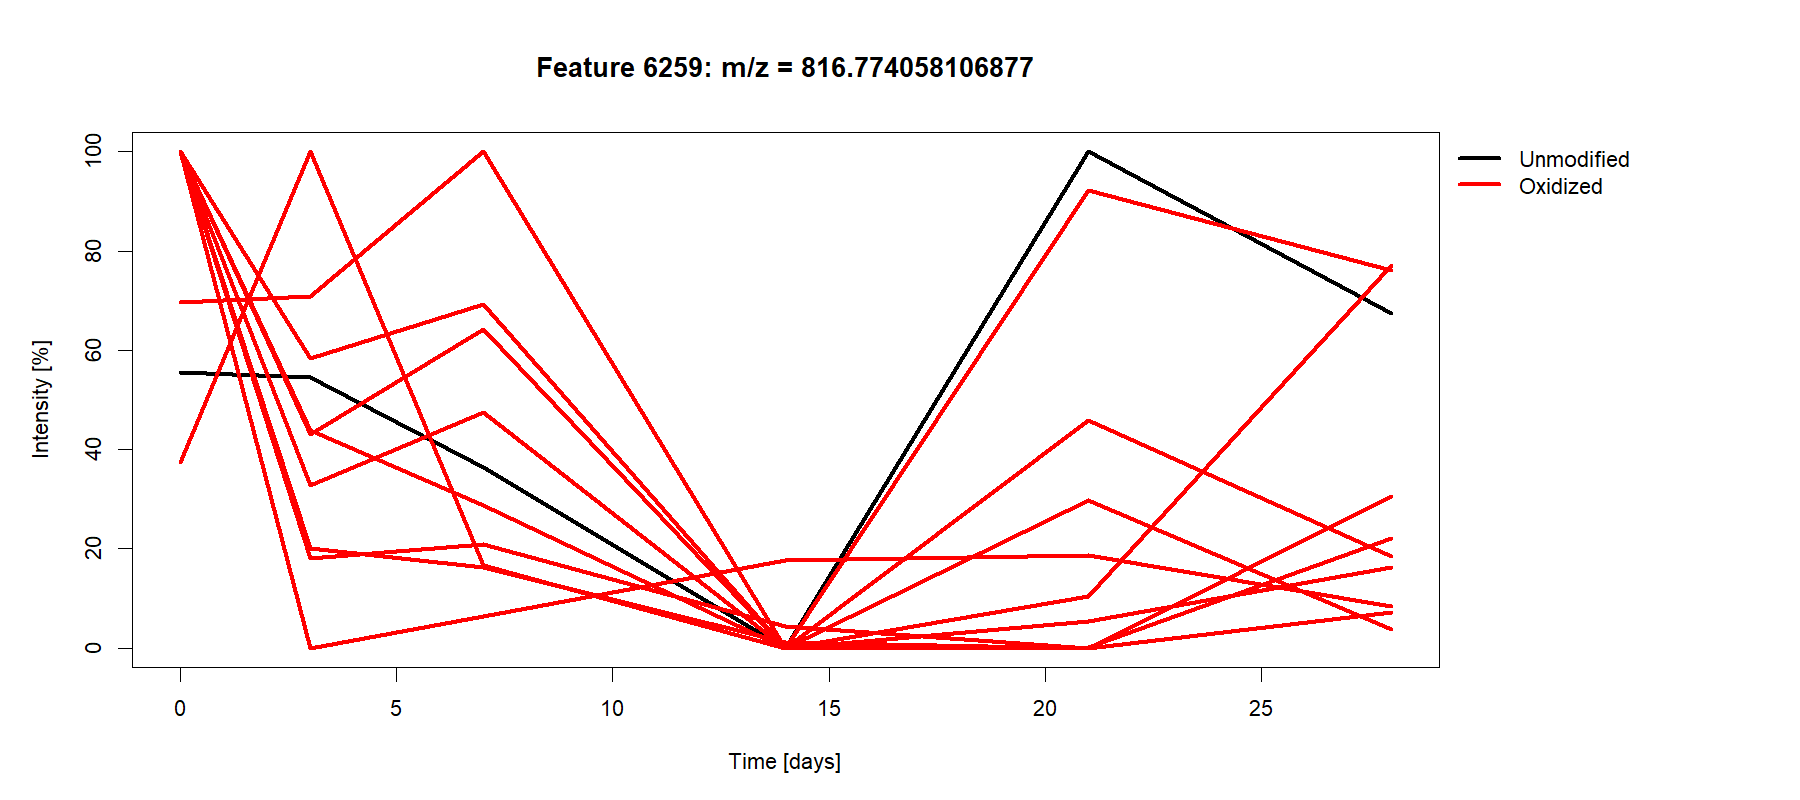 Feature 6259: m/z = 816.774058106877
Unmodified
Oxidized
Intensity [%]
100
80
60
40
20
0
0 5 10 15 20 25
Time [days]